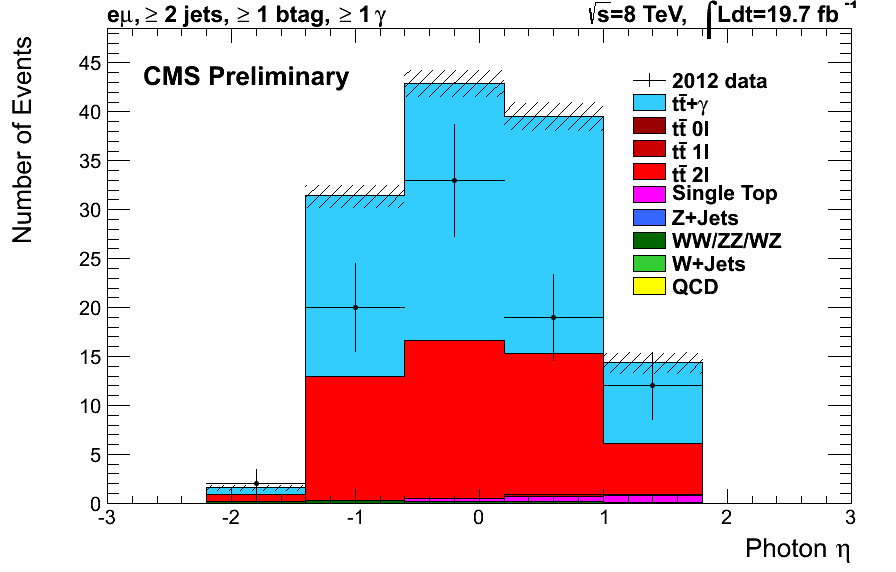 eμ, ≥ 2 jets, ≥ 1 btag, ≥ 1 γ
√s=8 TeV, ∫Ldt=19.7 fb⁻¹
Number of Events
CMS Preliminary
2012 data
tt̄+γ
tt̄ 0l
tt̄ 1l
tt̄ 2l
Single Top
Z+Jets
WW/ZZ/WZ
W+Jets
QCD
45
40
35
30
25
20
15
10
5
0
-3 -2 -1 0 1 2 3
Photon η